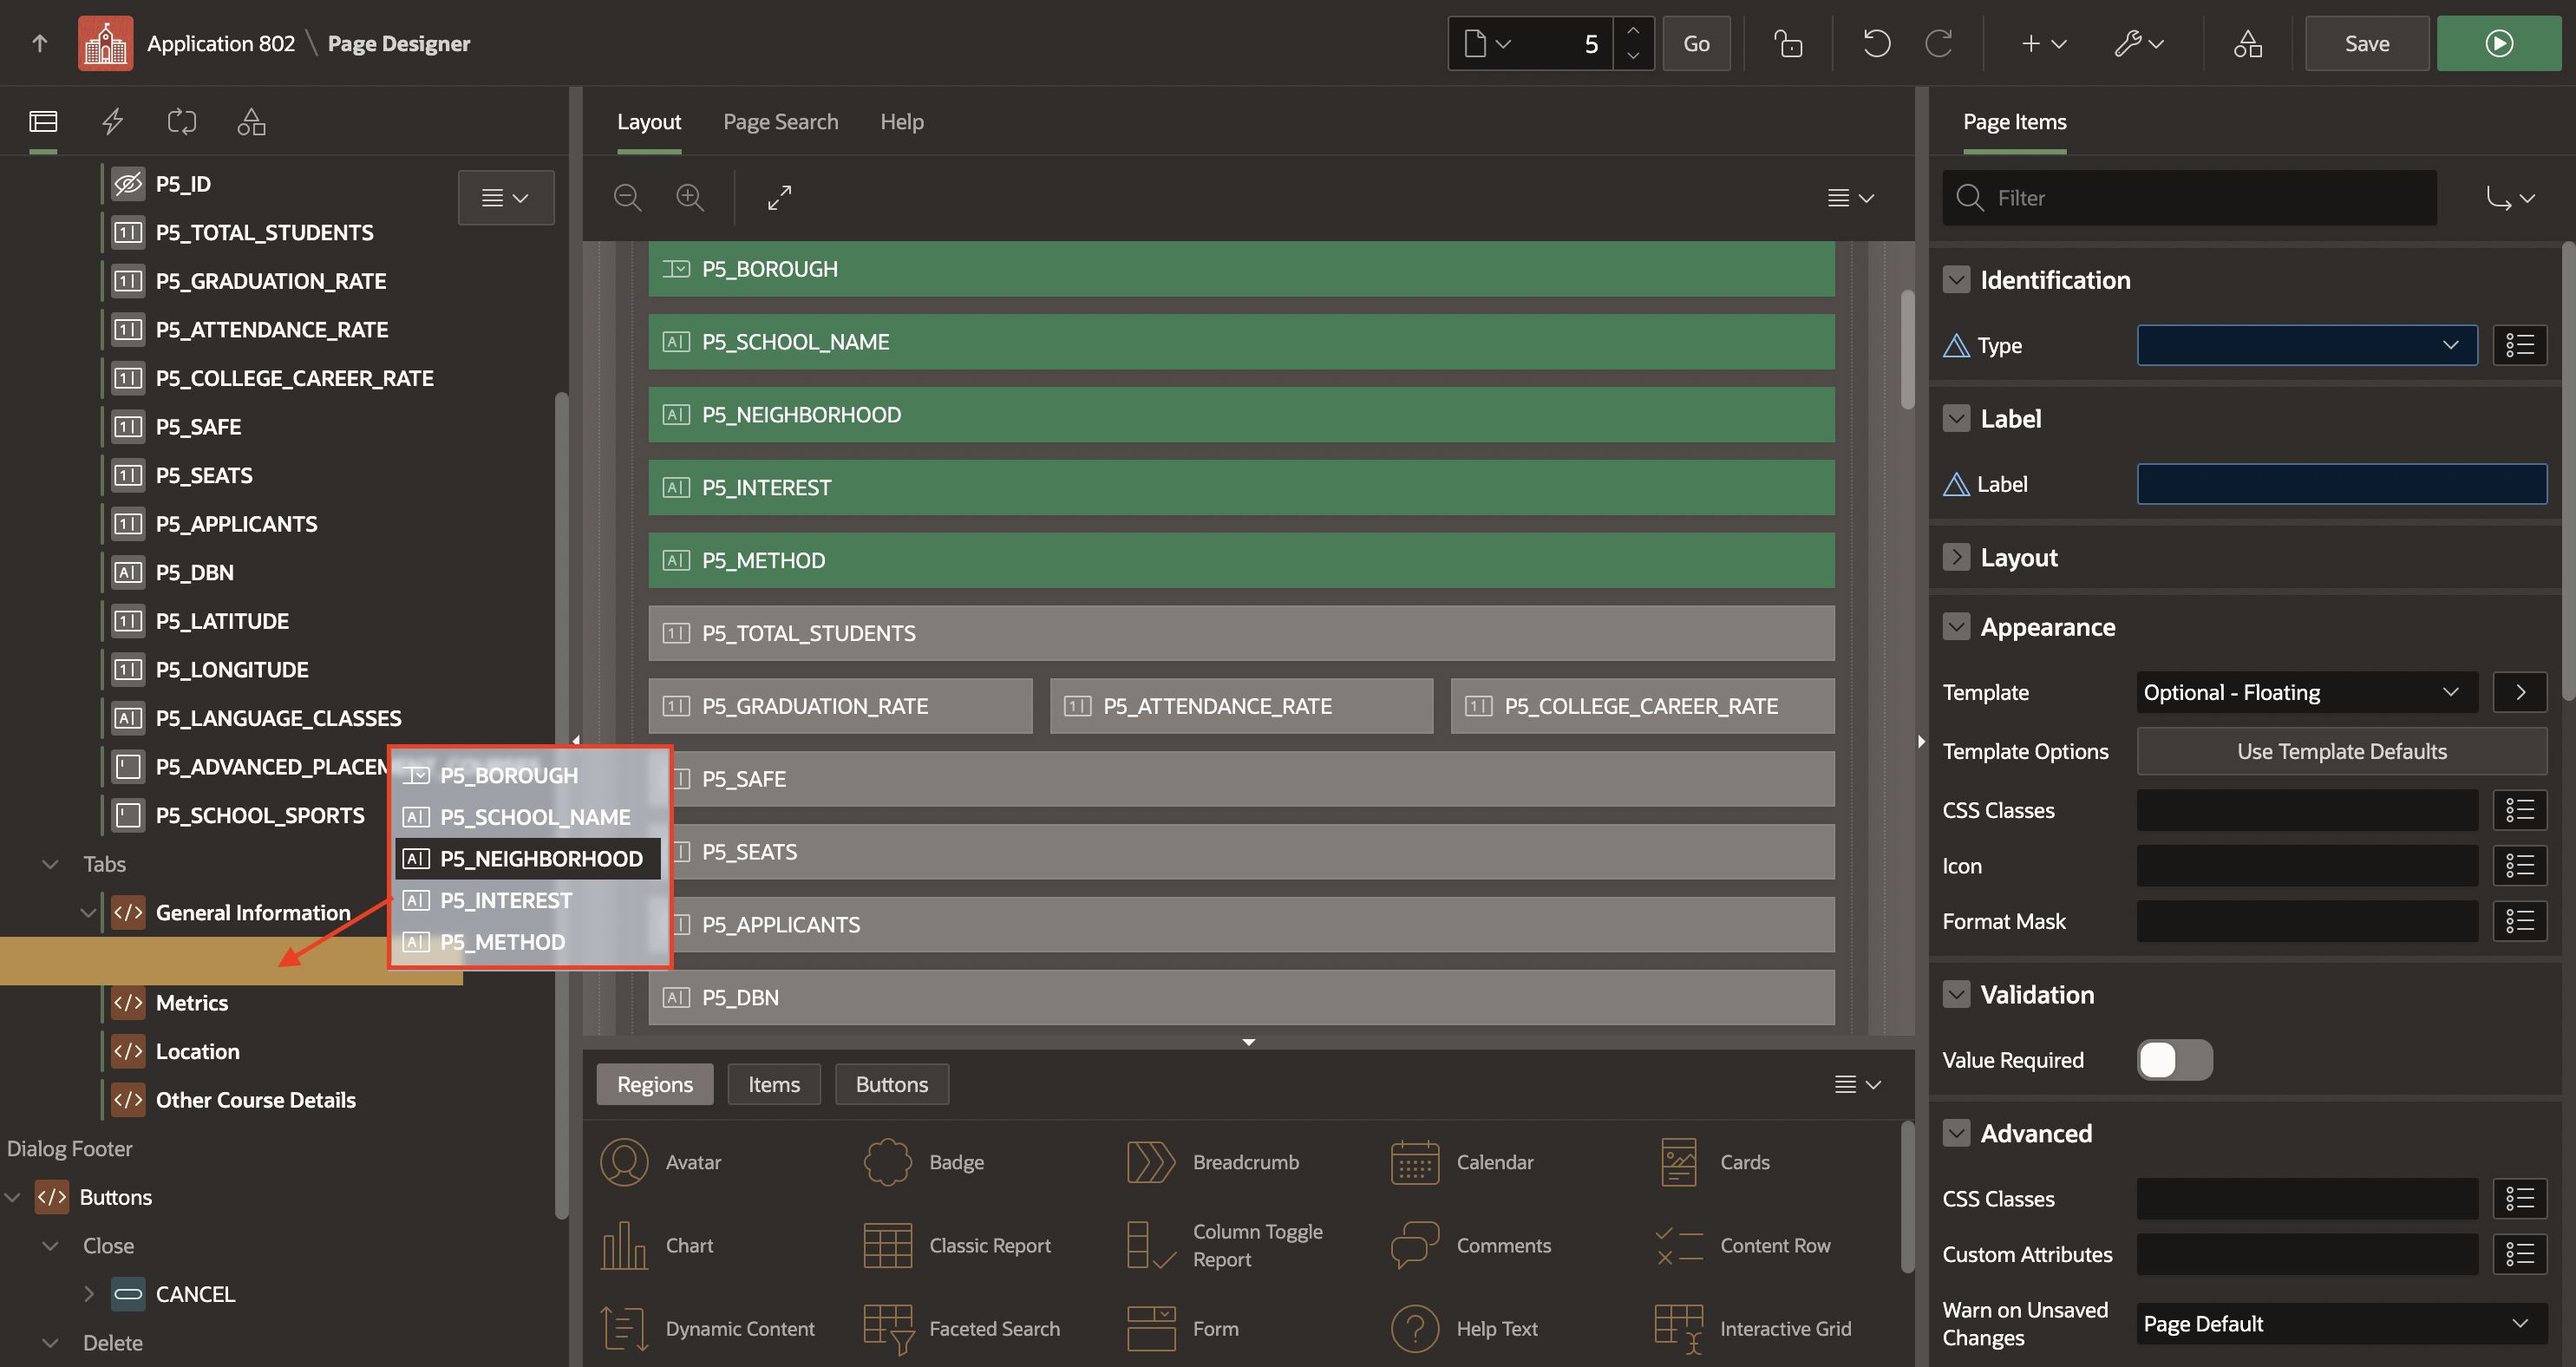 Application 802 \ Page Designer
5
Go
Save
P5_ID
P5_TOTAL_STUDENTS
P5_GRADUATION_RATE
P5_ATTENDANCE_RATE
P5_COLLEGE_CAREER_RATE
P5_SAFE
P5_SEATS
P5_APPLICANTS
P5_DBN
P5_LATITUDE
P5_LONGITUDE
P5_LANGUAGE_CLASSES
P5_ADVANCED_PLACEM
P5_SCHOOL_SPORTS
Tabs
General Information
Metrics
Location
Other Course Details
Dialog Footer
Buttons
Close
CANCEL
Delete
P5_BOROUGH
P5_SCHOOL_NAME
P5_NEIGHBORHOOD
P5_INTEREST
P5_METHOD
Layout Page Search Help
P5_BOROUGH
P5_SCHOOL_NAME
P5_NEIGHBORHOOD
P5_INTEREST
P5_METHOD
P5_TOTAL_STUDENTS
P5_GRADUATION_RATE P5_ATTENDANCE_RATE P5_COLLEGE_CAREER_RATE
P5_SAFE
P5_SEATS
P5_APPLICANTS
P5_DBN
Regions Items Buttons
Avatar Badge Breadcrumb Calendar Cards
Chart Classic Report Column Toggle Report Comments Content Row
Dynamic Content Faceted Search Form Help Text Interactive Grid
Page Items
Filter
Identification
Type
Label
Label
Layout
Appearance
Template Optional - Floating
Template Options Use Template Defaults
CSS Classes
Icon
Format Mask
Validation
Value Required
Advanced
CSS Classes
Custom Attributes
Warn on Unsaved Changes Page Default